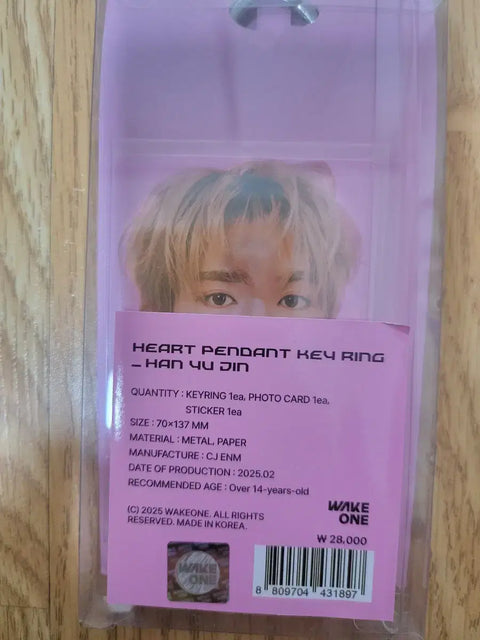 HEART PENDANT KEY RING
_ HAN YU JIN
QUANTITY : KEYRING 1ea, PHOTO CARD 1ea,
STICKER 1ea
SIZE : 70×137 MM
MATERIAL : METAL, PAPER
MANUFACTURE : CJ ENM
DATE OF PRODUCTION : 2025.02
RECOMMENDED AGE : Over 14-years-old
(C) 2025 WAKEONE. ALL RIGHTS
RESERVED. MADE IN KOREA.
WAKE
ONE
₩ 28,000
WAKE
ONE
8 809704 431897